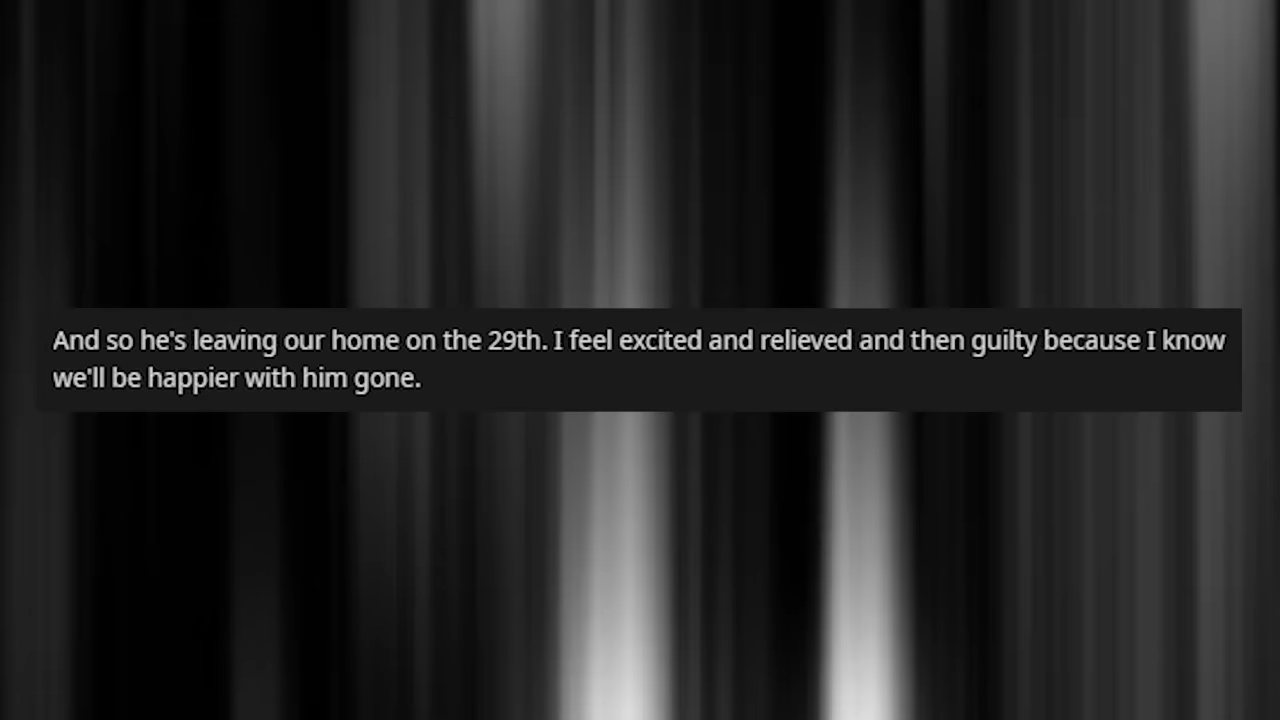 And so he's leaving our home on the 29th. I feel excited and relieved and then guilty because I know
we'll be happier with him gone.